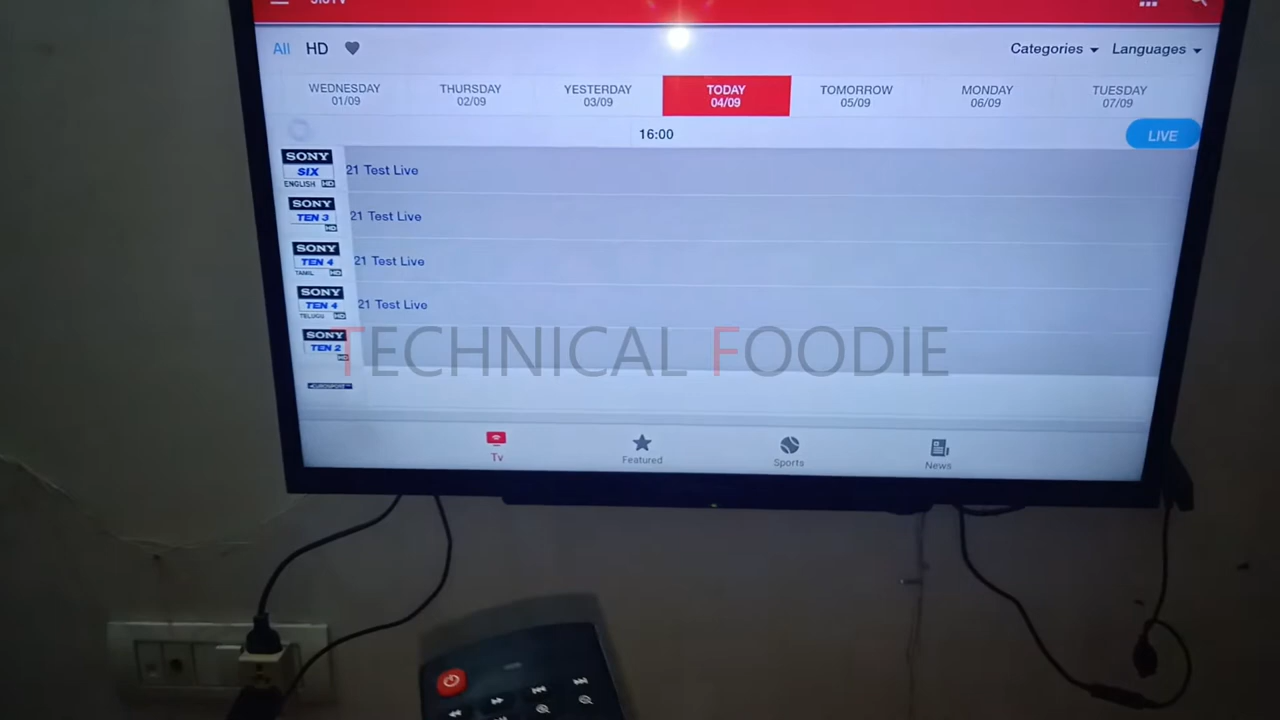 JioTV
All HD Categories Languages
WEDNESDAY THURSDAY YESTERDAY TODAY TOMORROW MONDAY TUESDAY
01/09 02/09 03/09 04/09 05/09 06/09 07/09
16:00 LIVE
SONY
SIX
ENGLISH HD
21 Test Live
SONY
TEN 3
HD
21 Test Live
SONY
TEN 4
TAMIL HD
21 Test Live
SONY
TEN 4
TELUGU HD
21 Test Live
SONY
TEN 2
HD
TECHNICAL FOODIE
Tv Featured Sports News